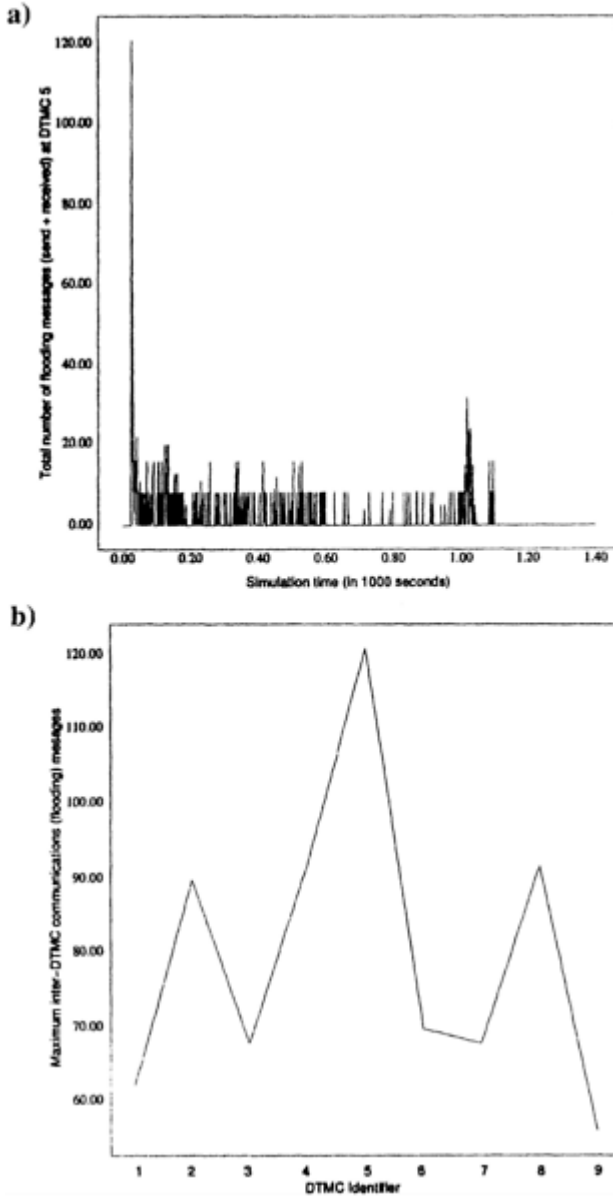 a)
120.00
100.00
80.00
60.00
40.00
20.00
0.00
Total number of flooding messages (send + received) at DTMC 5
0.00 0.20 0.40 0.60 0.80 1.00 1.20 1.40
Simulation time (in 1000 seconds)
b)
120.00
110.00
100.00
90.00
80.00
70.00
60.00
Maximum inter-DTMC communications (flooding) mesages
1 2 3 4 5 6 7 8 9
DTMC Identifier